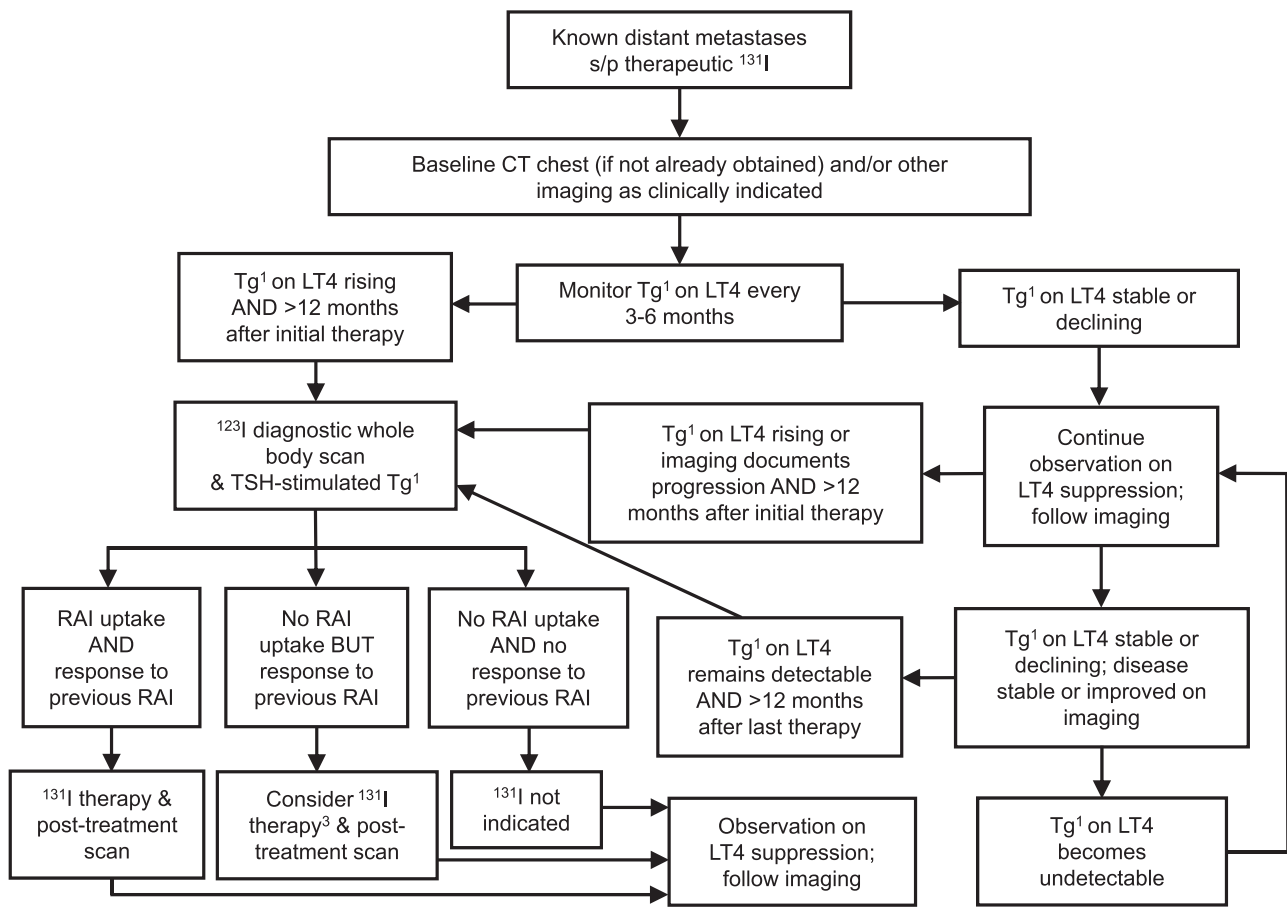 Known distant metastases
s/p therapeutic ¹³¹I
Baseline CT chest (if not already obtained) and/or other
imaging as clinically indicated
Tg¹ on LT4 rising
AND >12 months
after initial therapy
Monitor Tg¹ on LT4 every
3-6 months
Tg¹ on LT4 stable or
declining
¹²³I diagnostic whole
body scan
& TSH-stimulated Tg¹
Tg¹ on LT4 rising or
imaging documents
progression AND >12
months after initial therapy
Continue
observation on
LT4 suppression;
follow imaging
RAI uptake
AND
response to
previous RAI
No RAI
uptake BUT
response to
previous RAI
No RAI uptake
AND no
response to
previous RAI
Tg¹ on LT4
remains detectable
AND >12 months
after last therapy
Tg¹ on LT4 stable or
declining; disease
stable or improved on
imaging
¹³¹I therapy &
post-treatment
scan
Consider ¹³¹I
therapy³ & post-
treatment scan
¹³¹I not
indicated
Observation on
LT4 suppression;
follow imaging
Tg¹ on LT4
becomes
undetectable